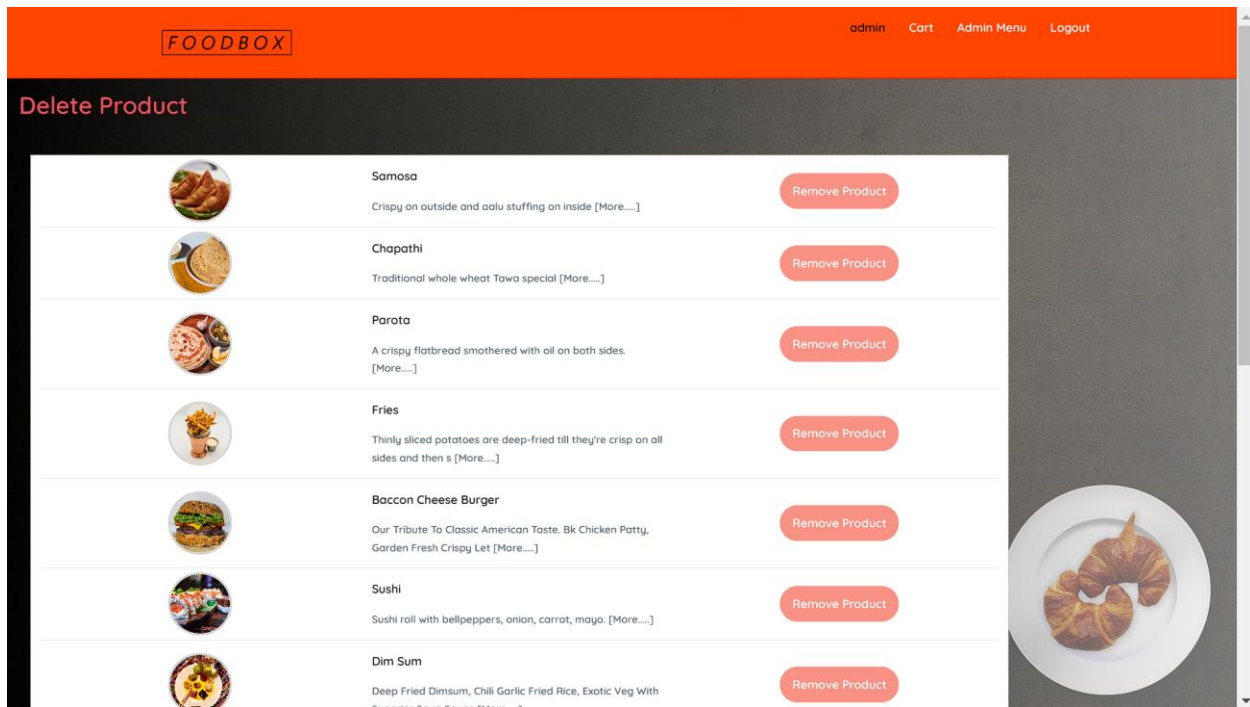 FOODBOX
admin Cart Admin Menu Logout
Delete Product
Samosa
Crispy on outside and aalu stuffing on inside [More.....]
Remove Product
Chapathi
Traditional whole wheat Tawa special [More.....]
Remove Product
Parota
A crispy flatbread smothered with oil on both sides.
[More.....]
Remove Product
Fries
Thinly sliced potatoes are deep-fried till they're crisp on all
sides and then s [More.....]
Remove Product
Baccon Cheese Burger
Our Tribute To Classic American Taste. Bk Chicken Patty,
Garden Fresh Crispy Let [More.....]
Remove Product
Sushi
Sushi roll with bellpeppers, onion, carrot, mayo. [More.....]
Remove Product
Dim Sum
Deep Fried Dimsum, Chili Garlic Fried Rice, Exotic Veg With
Remove Product